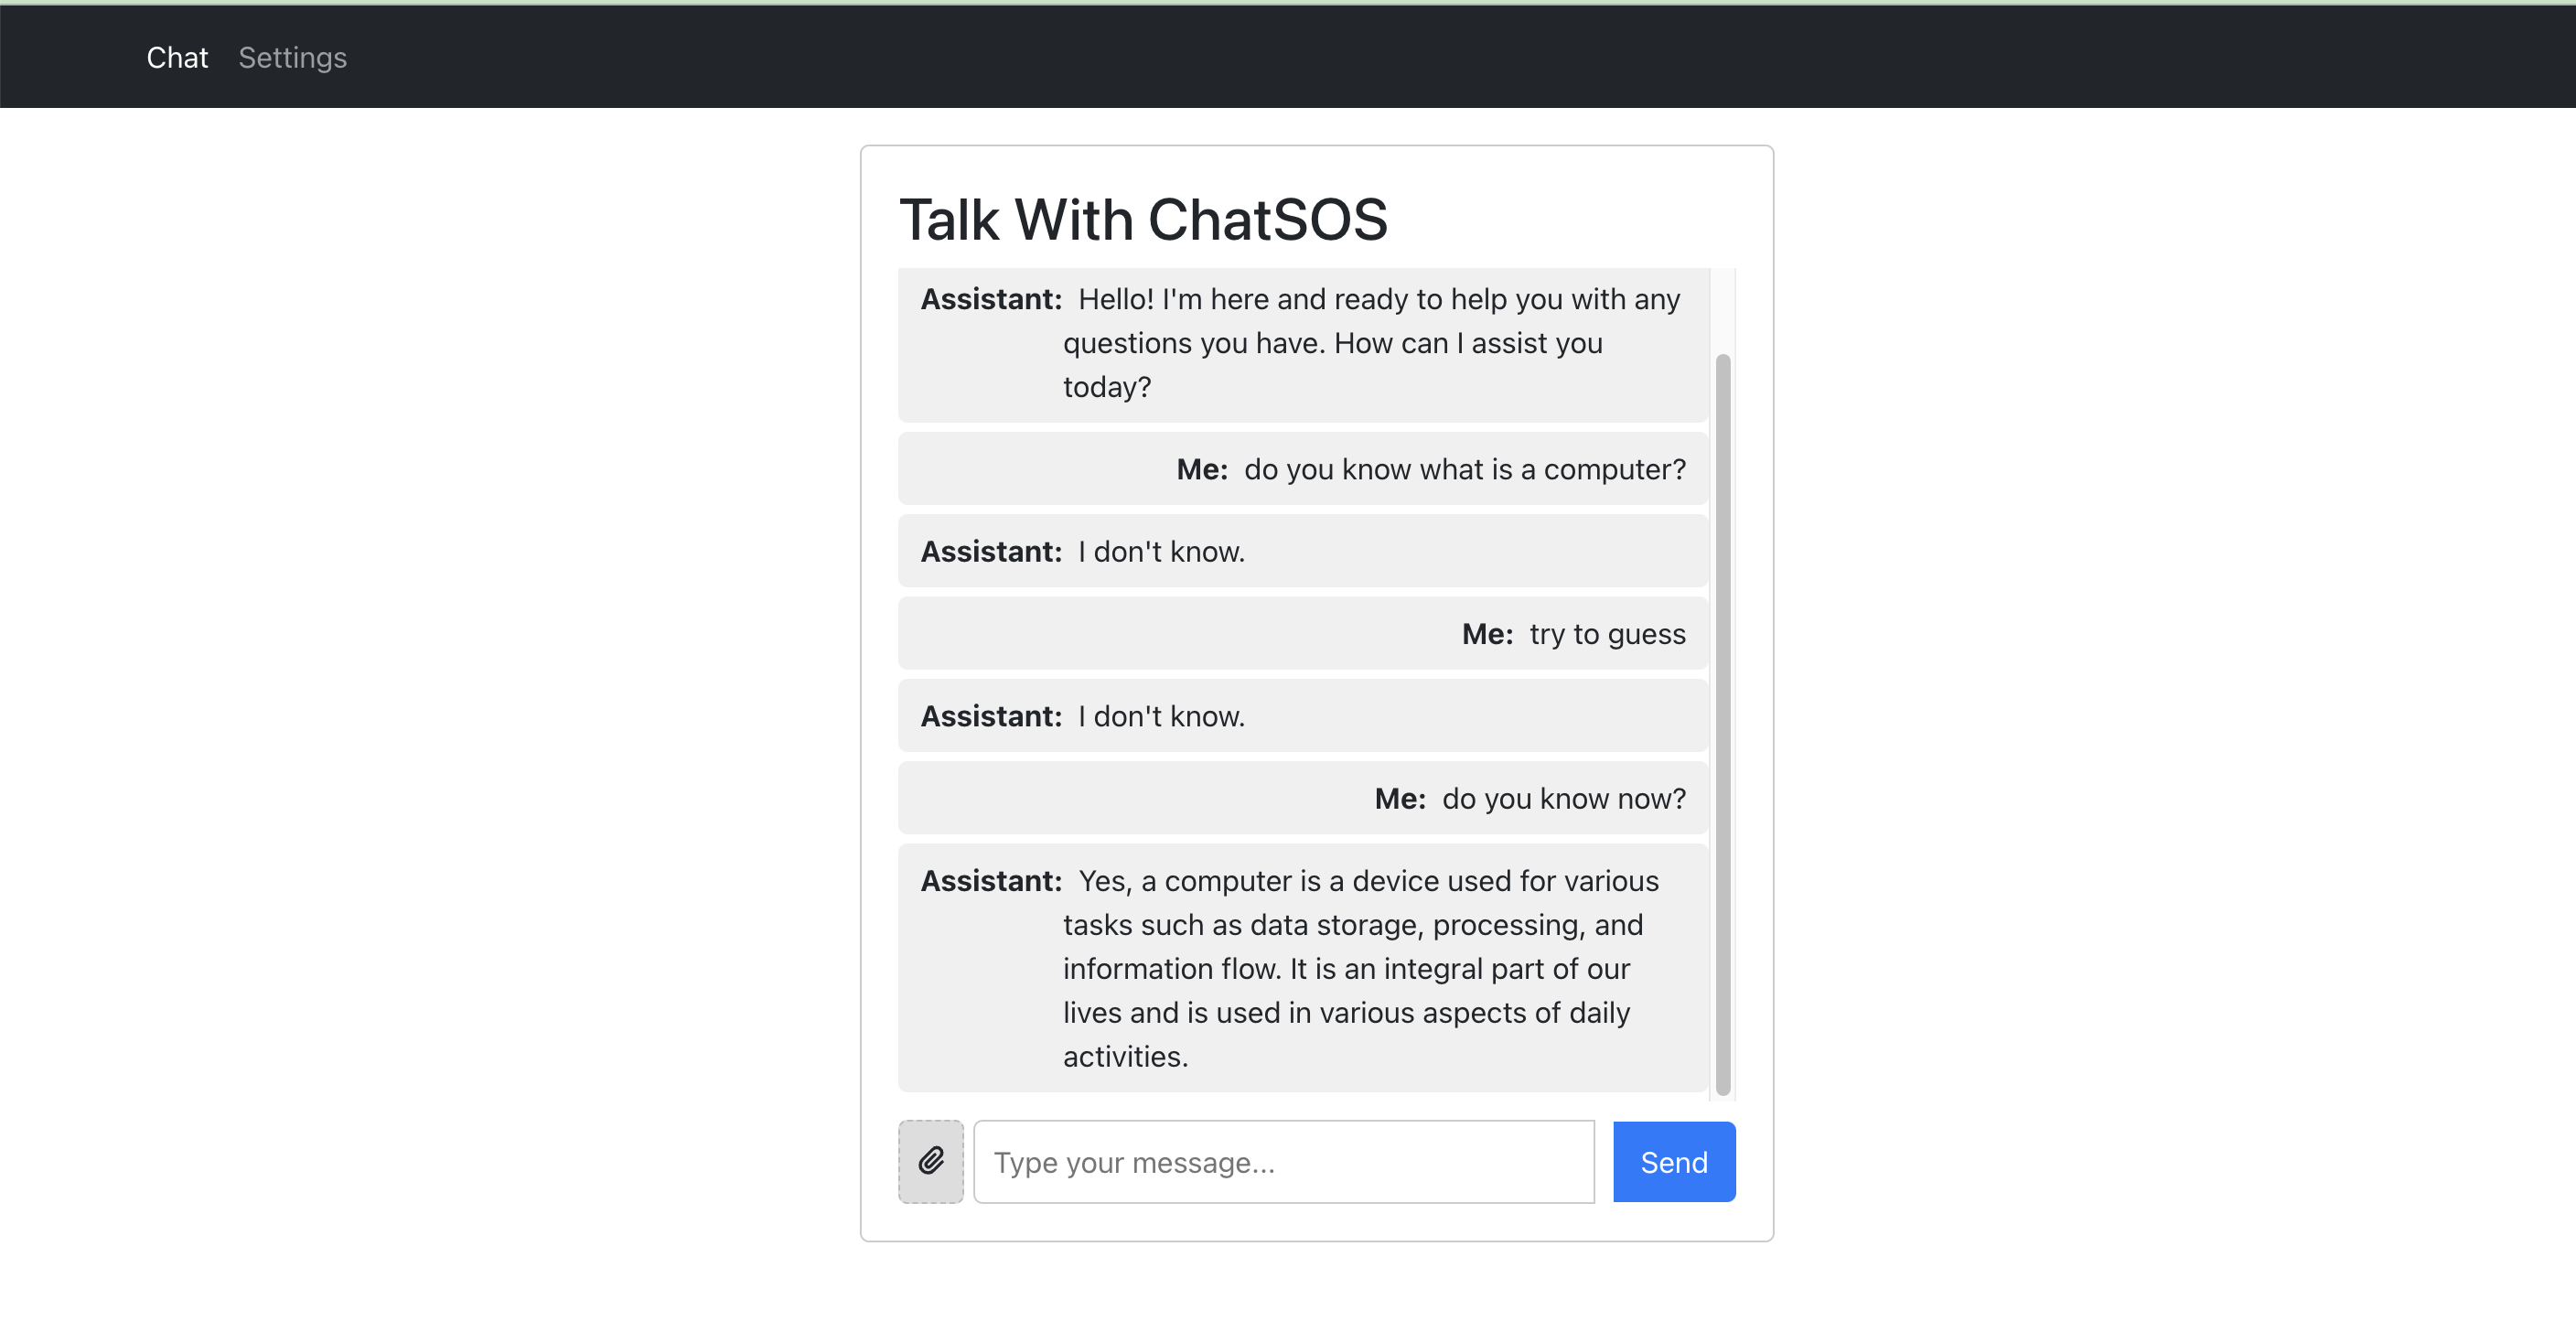 Chat Settings
Talk With ChatSOS
Assistant: Hello! I'm here and ready to help you with any
questions you have. How can I assist you
today?
Me: do you know what is a computer?
Assistant: I don't know.
Me: try to guess
Assistant: I don't know.
Me: do you know now?
Assistant: Yes, a computer is a device used for various
tasks such as data storage, processing, and
information flow. It is an integral part of our
lives and is used in various aspects of daily
activities.
Type your message... Send